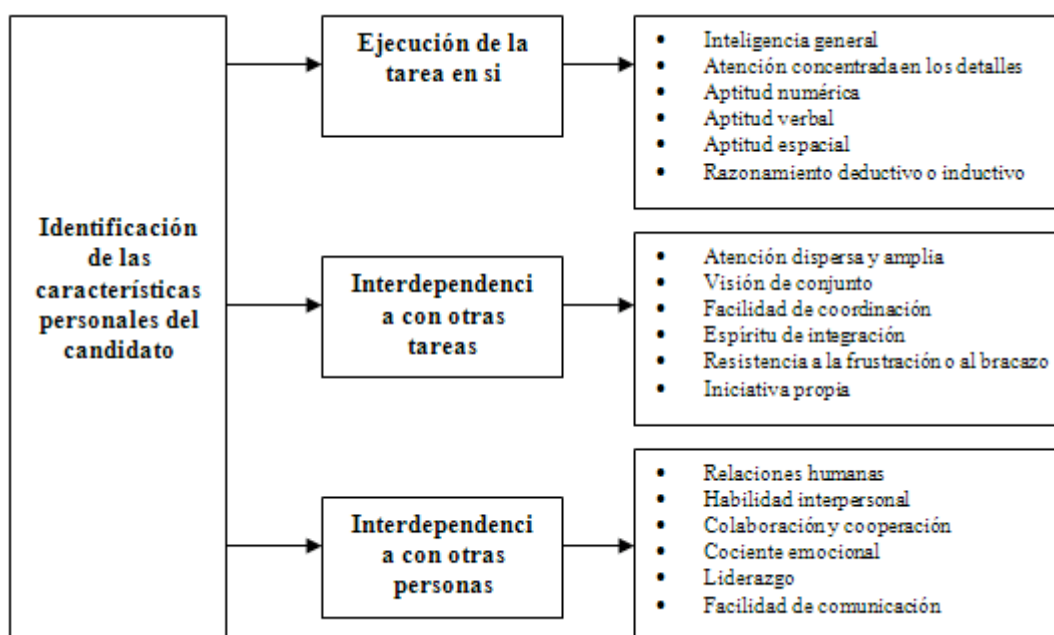 Identificación
de las
características
personales del
candidato
Ejecución de la
tarea en si
• Inteligencia general
• Atención concentrada en los detalles
• Aptitud numérica
• Aptitud verbal
• Aptitud espacial
• Razonamiento deductivo o inductivo
Interdependenci
a con otras
tareas
• Atención dispersa y amplia
• Visión de conjunto
• Facilidad de coordinación
• Espíritu de integración
• Resistencia a la frustración o al bracazo
• Iniciativa propia
Interdependenci
a con otras
personas
• Relaciones humanas
• Habilidad interpersonal
• Colaboración y cooperación
• Cociente emocional
• Liderazgo
• Facilidad de comunicación